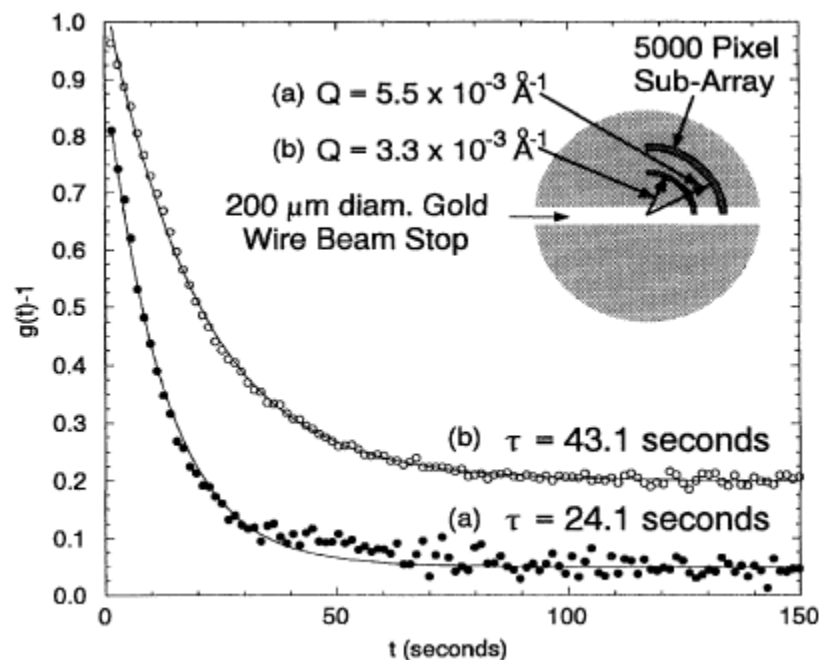 5000 Pixel
Sub-Array
(a) Q = 5.5 x 10⁻³ Å⁻¹
(b) Q = 3.3 x 10⁻³ Å⁻¹
200 µm diam. Gold
Wire Beam Stop
(b) τ = 43.1 seconds
(a) τ = 24.1 seconds
g(t)-1
1.0
0.9
0.8
0.7
0.6
0.5
0.4
0.3
0.2
0.1
0.0
0 50 100 150
t (seconds)